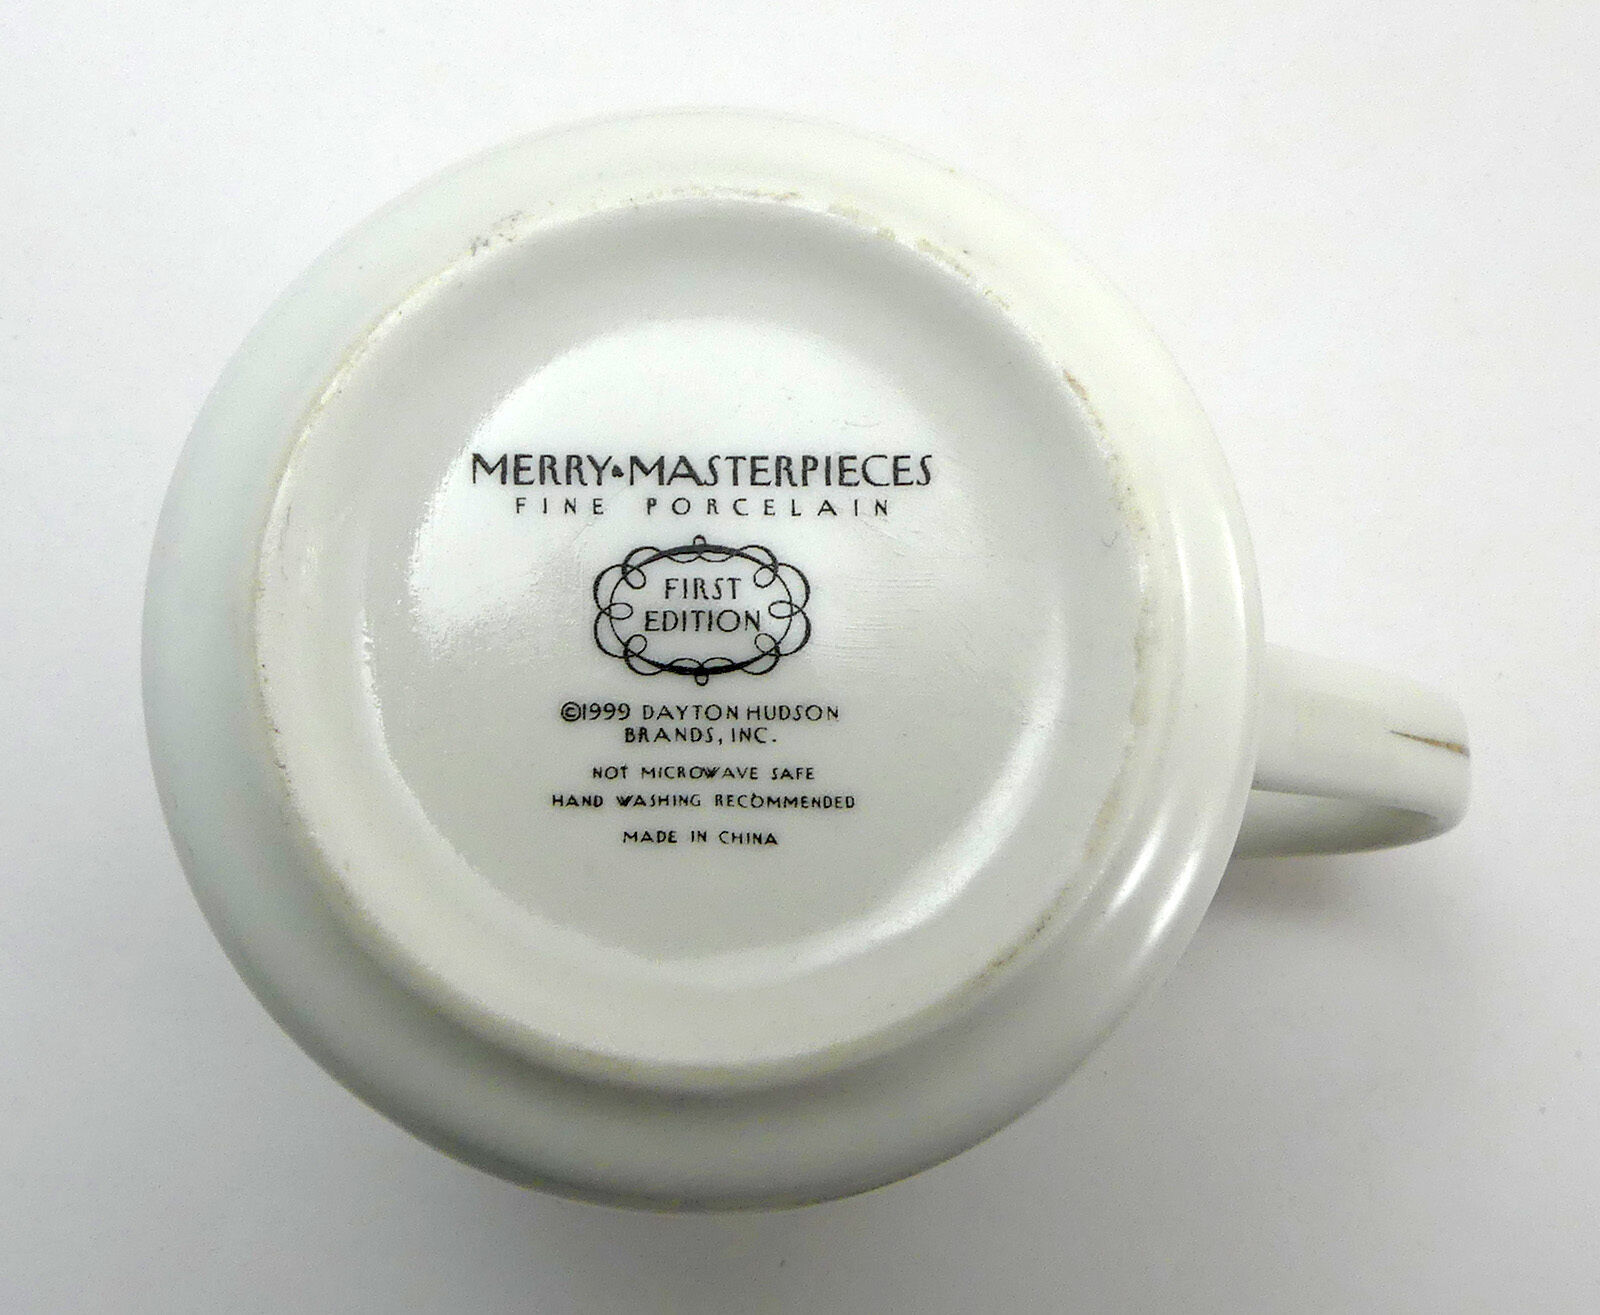 MERRY•MASTERPIECES
FINE PORCELAIN
FIRST
EDITION
©1999 DAYTON HUDSON
BRANDS, INC.
NOT MICROWAVE SAFE
HAND WASHING RECOMMENDED
MADE IN CHINA